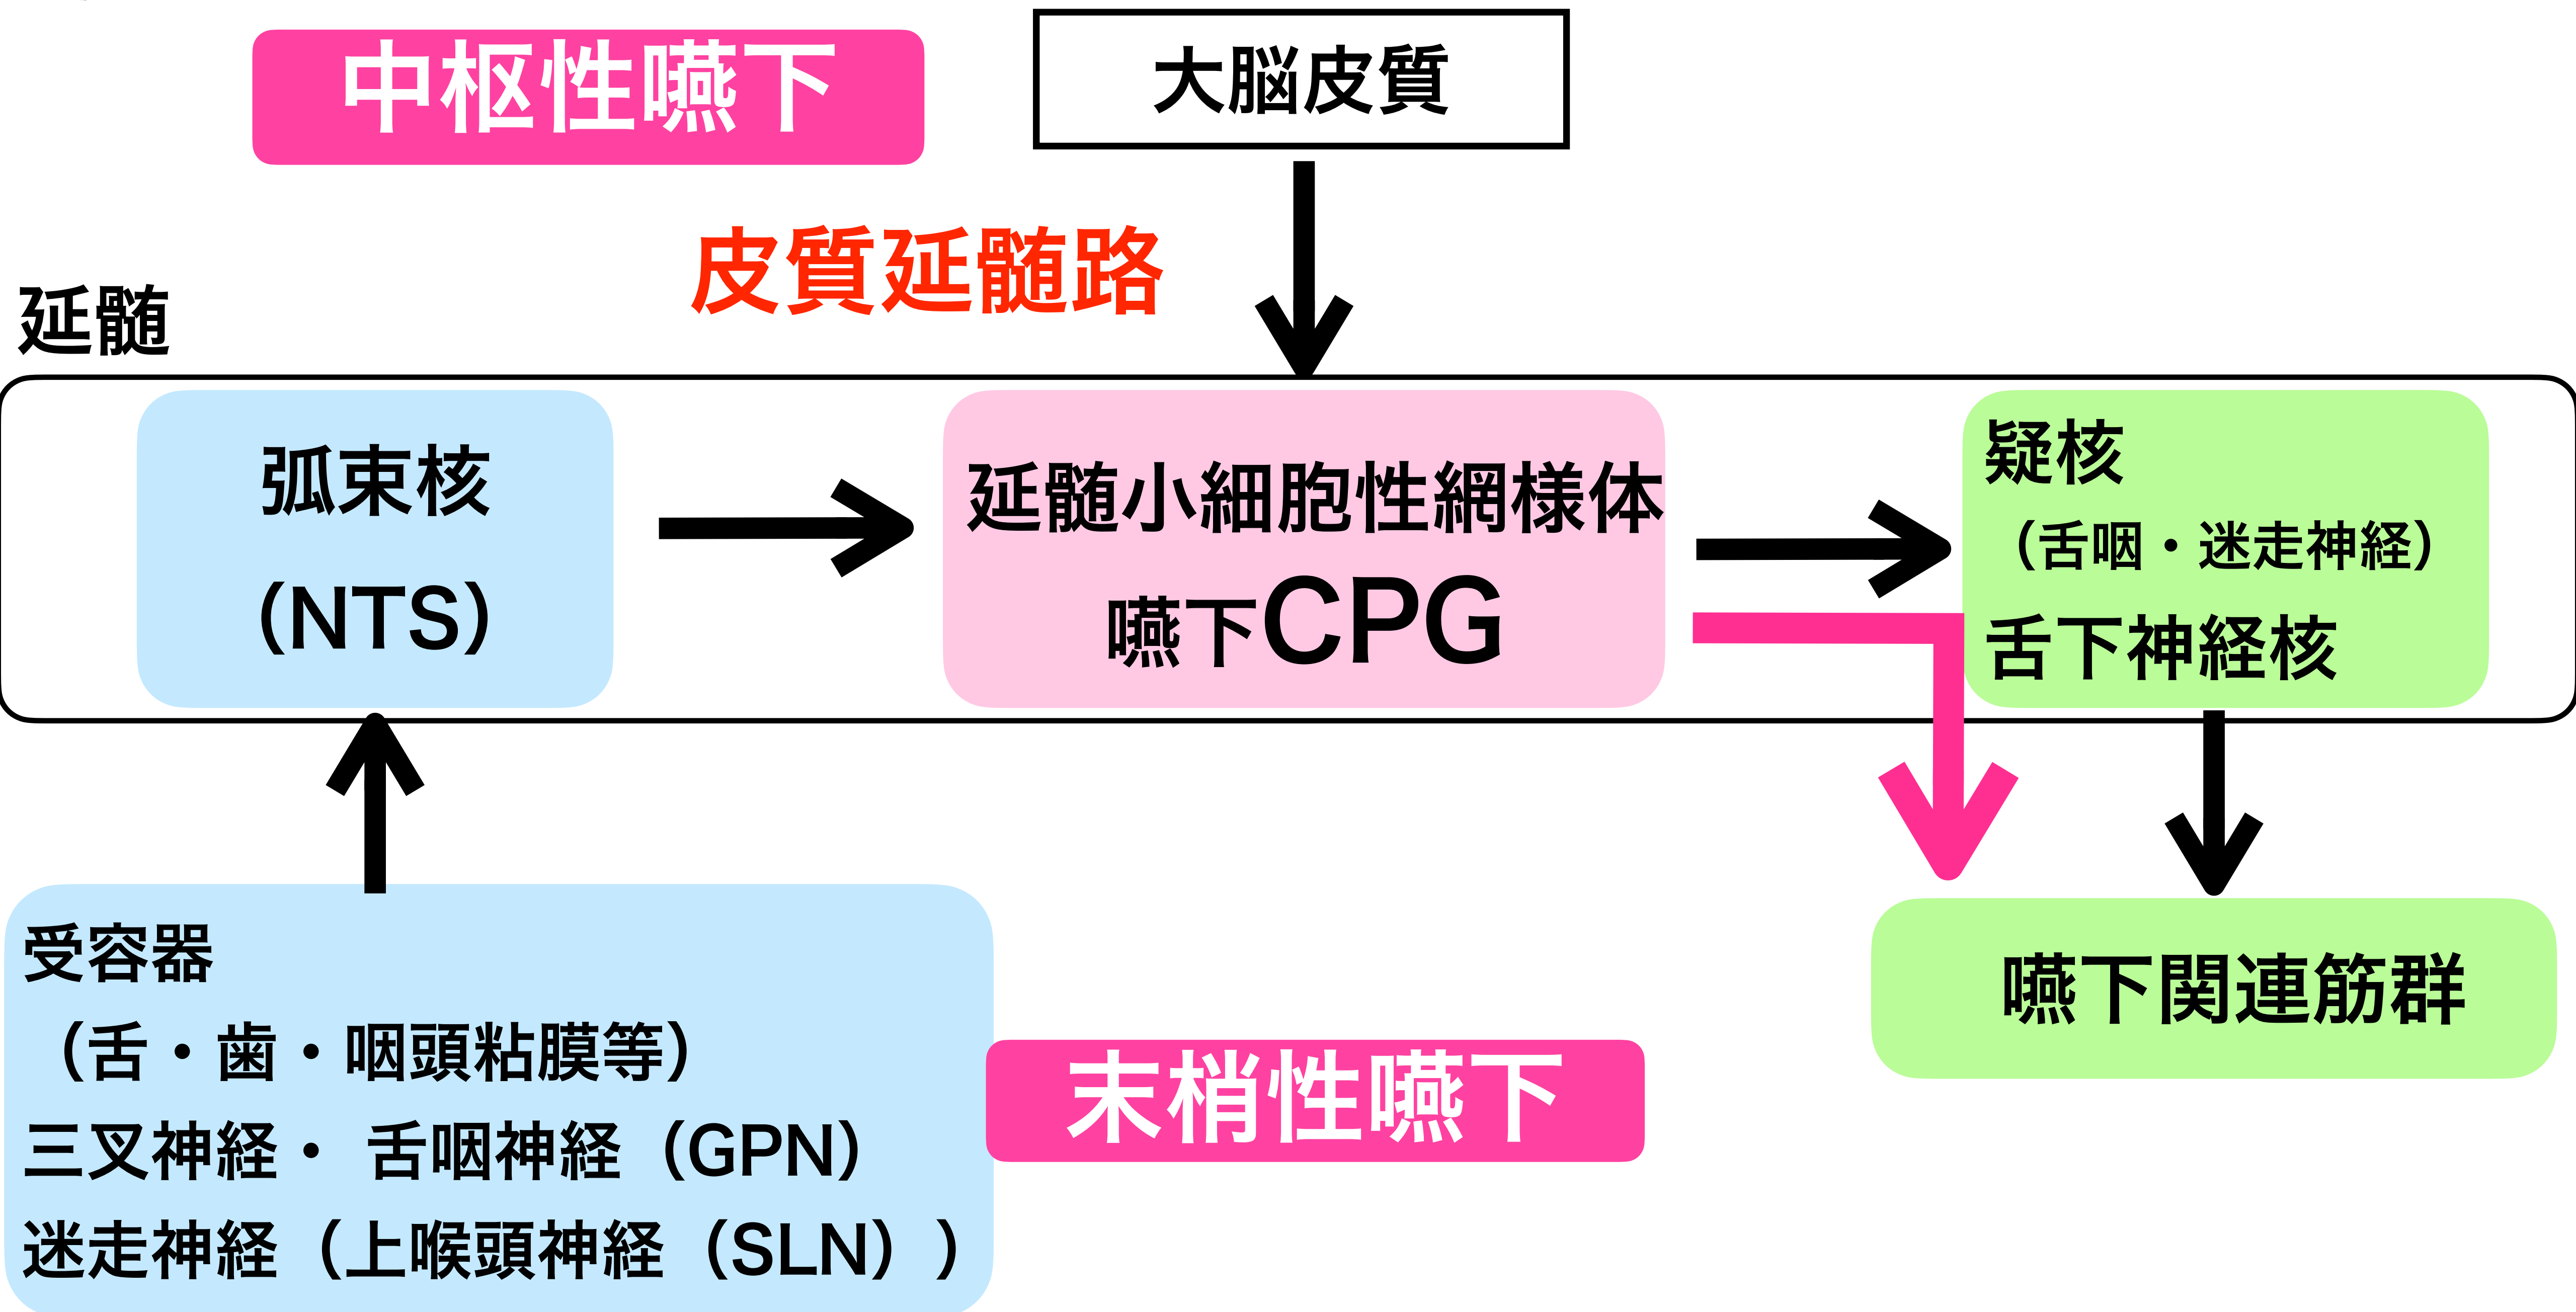 中枢性嚥下
大脳皮質
皮質延髄路
延髄
弧束核
（NTS）
延髄小細胞性網様体
嚥下CPG
疑核
（舌咽・迷走神経）
舌下神経核
受容器
（舌・歯・咽頭粘膜等）
三叉神経・ 舌咽神経（GPN）
迷走神経（上喉頭神経（SLN））
末梢性嚥下
嚥下関連筋群